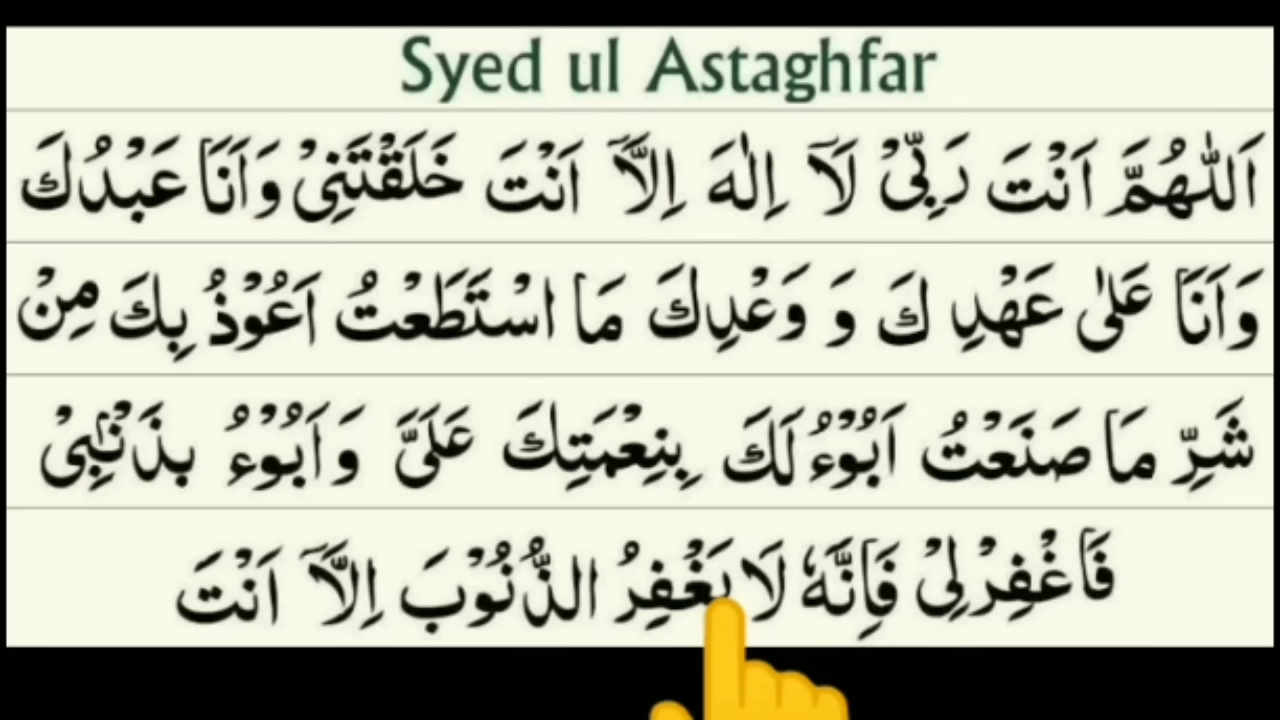 Syed ul Astaghfar
اَللّٰهُمَّ اَنْتَ رَبِّیْ لَآ اِلٰهَ اِلَّآ اَنْتَ خَلَقْتَنِیْ وَاَنَا عَبْدُكَ
وَاَنَا عَلٰی عَهْدِ كَ وَ وَعْدِكَ مَا اسْتَطَعْتُ اَعُوْذُ بِكَ مِنْ
شَرِّ مَا صَنَعْتُ اَبُوْءُ لَكَ بِنِعْمَتِكَ عَلَیَّ وَاَبُوْءُ بِذَنْۢبِیْ
فَاغْفِرْلِیْ فَاِنَّهٗ لَا یَغْفِرُ الذُّنُوْبَ اِلَّآ اَنْتَ